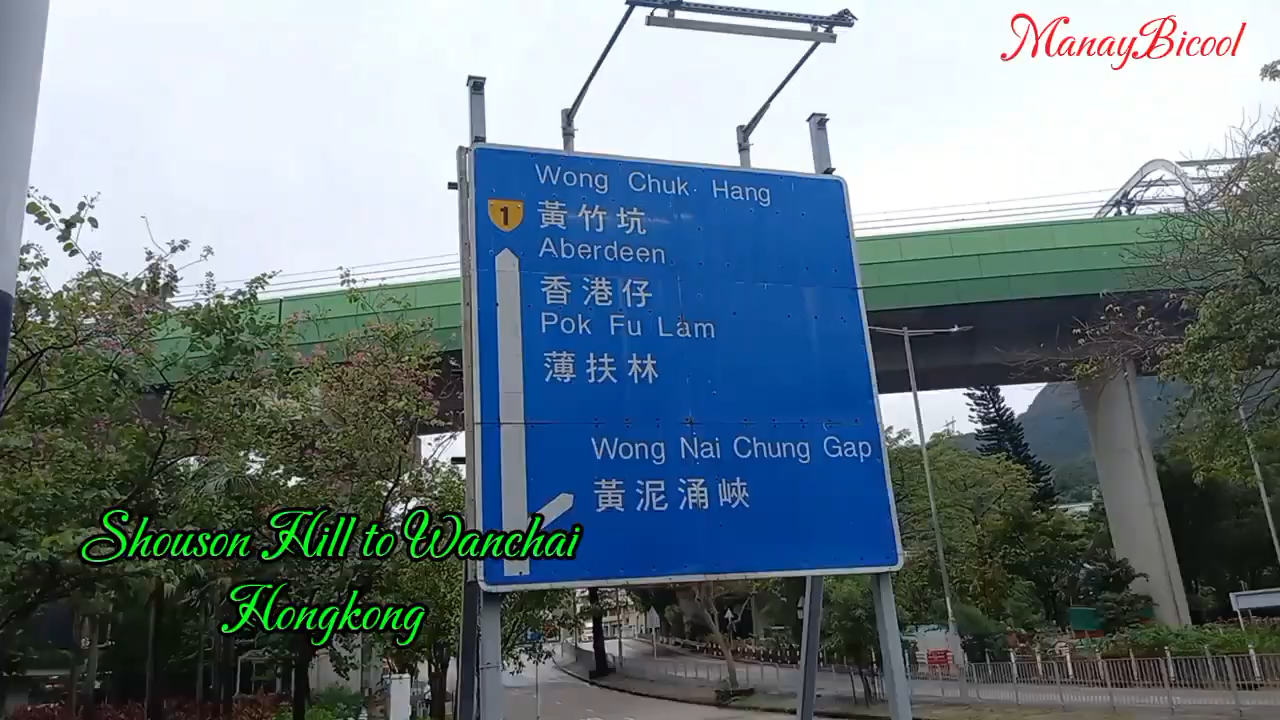 ManayBicool
Wong Chuk Hang
1
黃竹坑
Aberdeen
香港仔
Pok Fu Lam
薄扶林
Wong Nai Chung Gap
黃泥涌峽
Shouson Hill to Wanchai
Hongkong